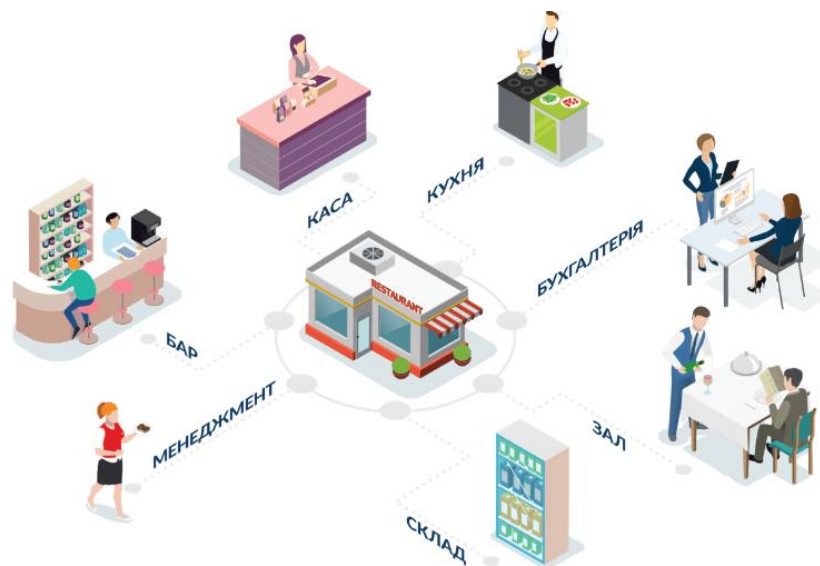 КАСА
КУХНЯ
БУХГАЛТЕРІЯ
RESTAURANT
БАР
МЕНЕДЖМЕНТ
ЗАЛ
СКЛАД